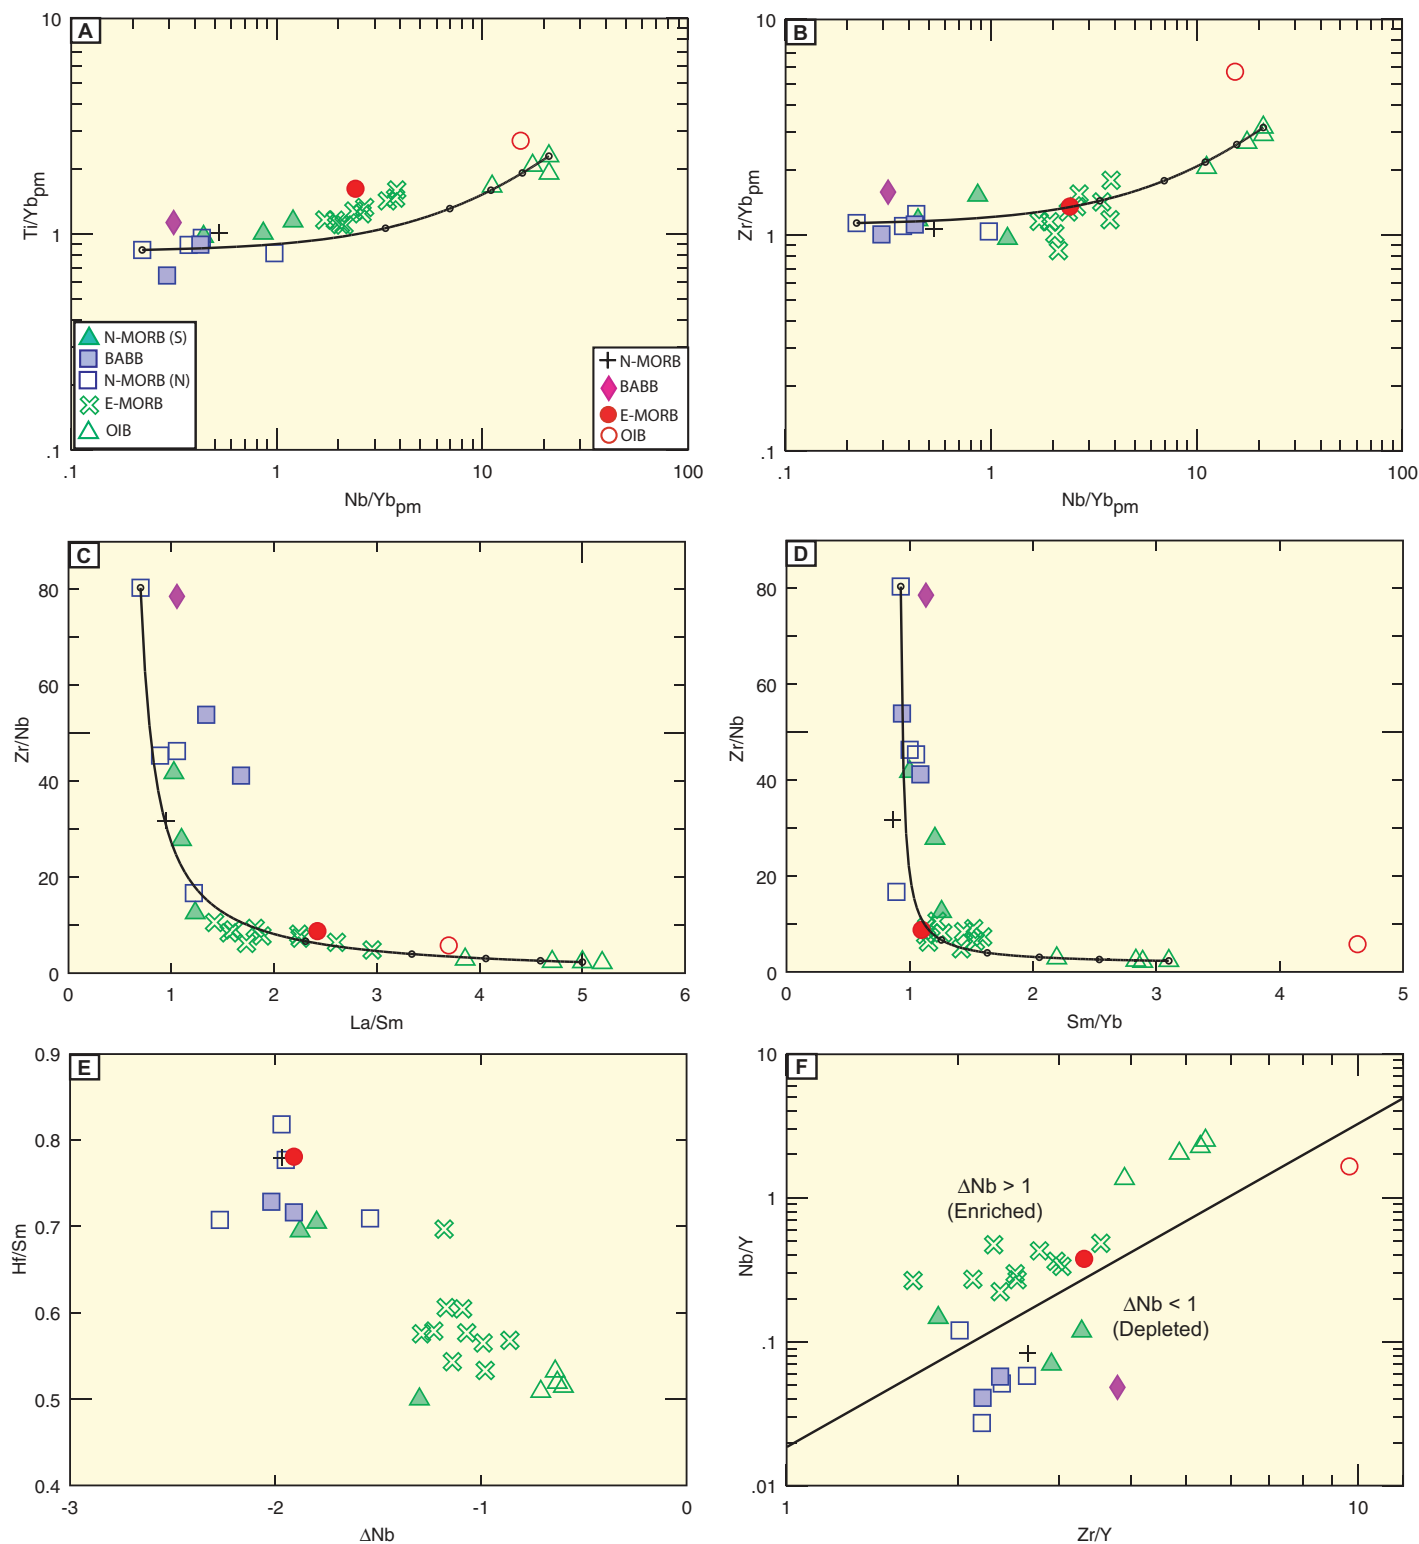 A
10
1
.1
Ti/Ybpm
N-MORB (S)
BABB
N-MORB (N)
E-MORB
OIB
N-MORB
BABB
E-MORB
OIB
.1
1
10
100
Nb/Ybpm
B
10
1
.1
Zr/Ybpm
.1
1
10
100
Nb/Ybpm
C
80
60
40
20
0
Zr/Nb
0
1
2
3
4
5
6
La/Sm
D
80
60
40
20
0
Zr/Nb
0
1
2
3
4
5
Sm/Yb
E
0.9
0.8
0.7
0.6
0.5
0.4
Hf/Sm
-3
-2
-1
0
ΔNb
F
10
1
0.1
.01
Nb/Y
ΔNb > 1
(Enriched)
ΔNb < 1
(Depleted)
1
10
Zr/Y